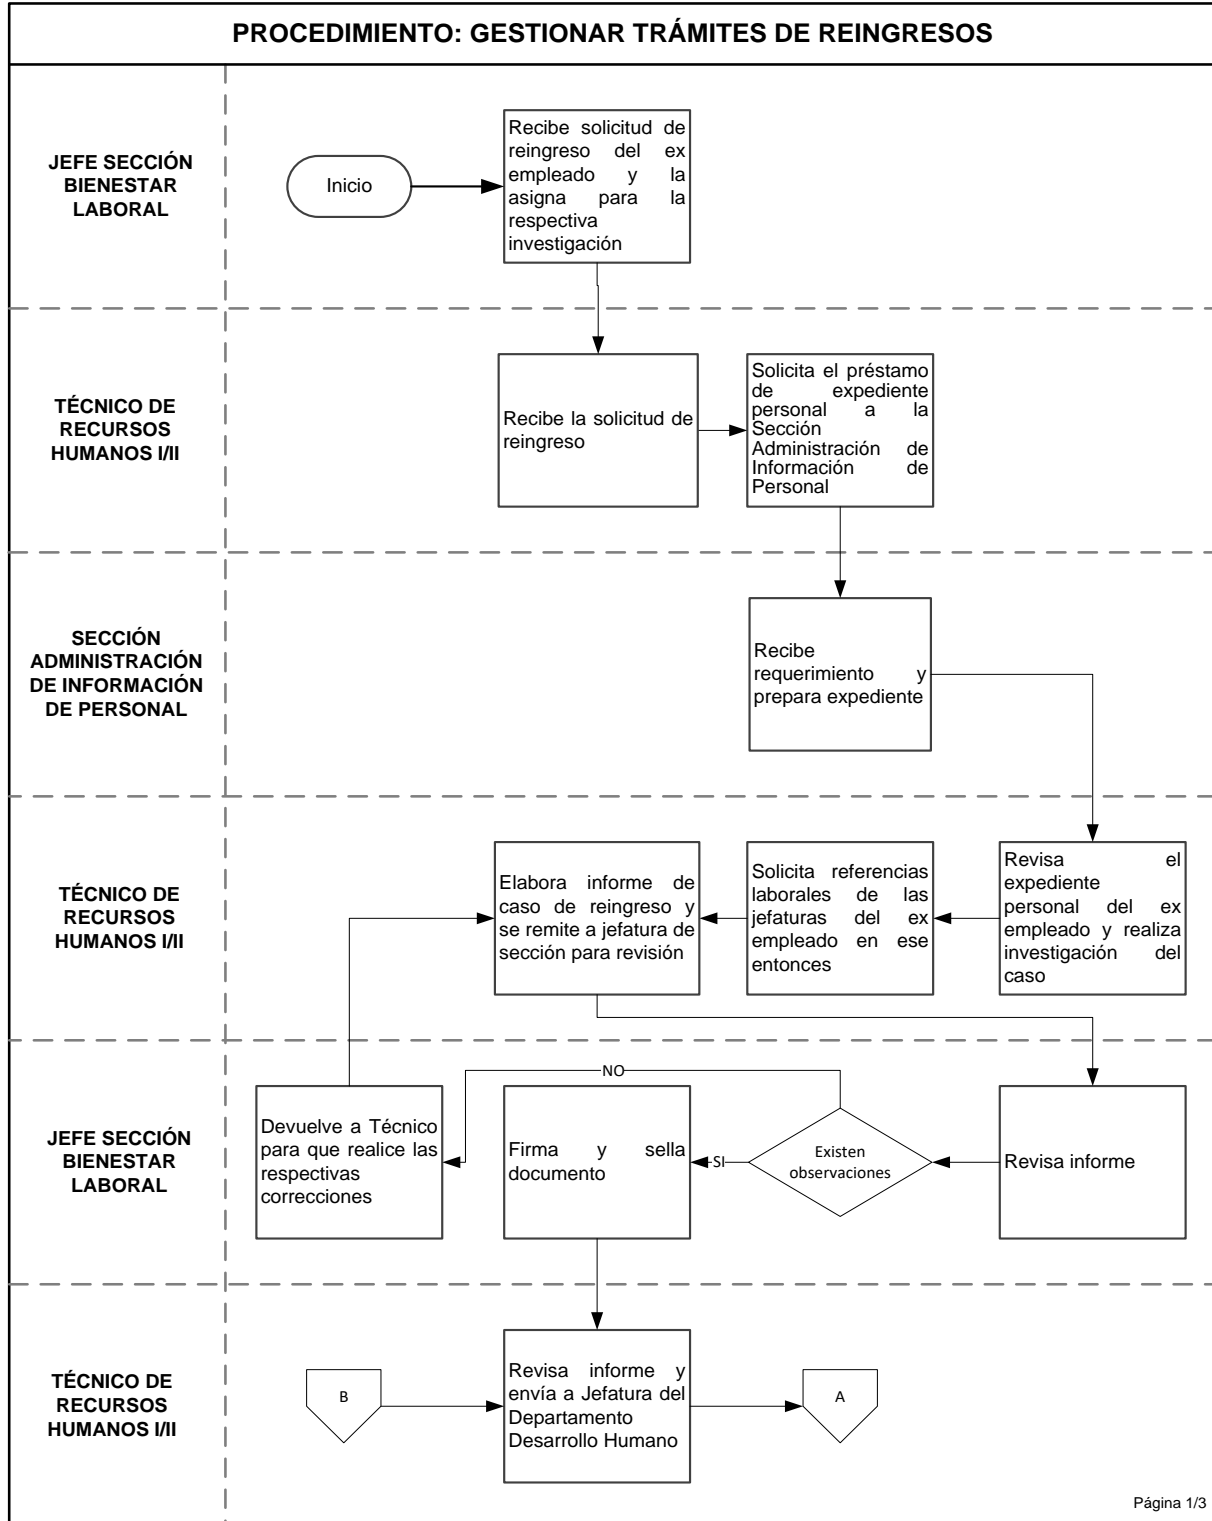 PROCEDIMIENTO: GESTIONAR TRÁMITES DE REINGRESOS
JEFE SECCIÓN
BIENESTAR
LABORAL
Inicio
Recibe solicitud de
reingreso del ex
empleado y la
asigna para la
respectiva
investigación
TÉCNICO DE
RECURSOS
HUMANOS I/II
Recibe la solicitud de
reingreso
Solicita el préstamo
de expediente
personal a la
Sección
Administración de
Información de
Personal
SECCIÓN
ADMINISTRACIÓN
DE INFORMACIÓN
DE PERSONAL
Recibe
requerimiento y
prepara expediente
TÉCNICO DE
RECURSOS
HUMANOS I/II
Elabora informe de
caso de reingreso y
se remite a jefatura de
sección para revisión
Solicita referencias
laborales de las
jefaturas del ex
empleado en ese
entonces
Revisa el
expediente
personal del ex
empleado y realiza
investigación del
caso
JEFE SECCIÓN
BIENESTAR
LABORAL
Devuelve a Técnico
para que realice las
respectivas
correcciones
NO
Firma y sella
documento
SI
Existen
observaciones
Revisa informe
TÉCNICO DE
RECURSOS
HUMANOS I/II
B
Revisa informe y
envía a Jefatura del
Departamento
Desarrollo Humano
A
Página 1/3